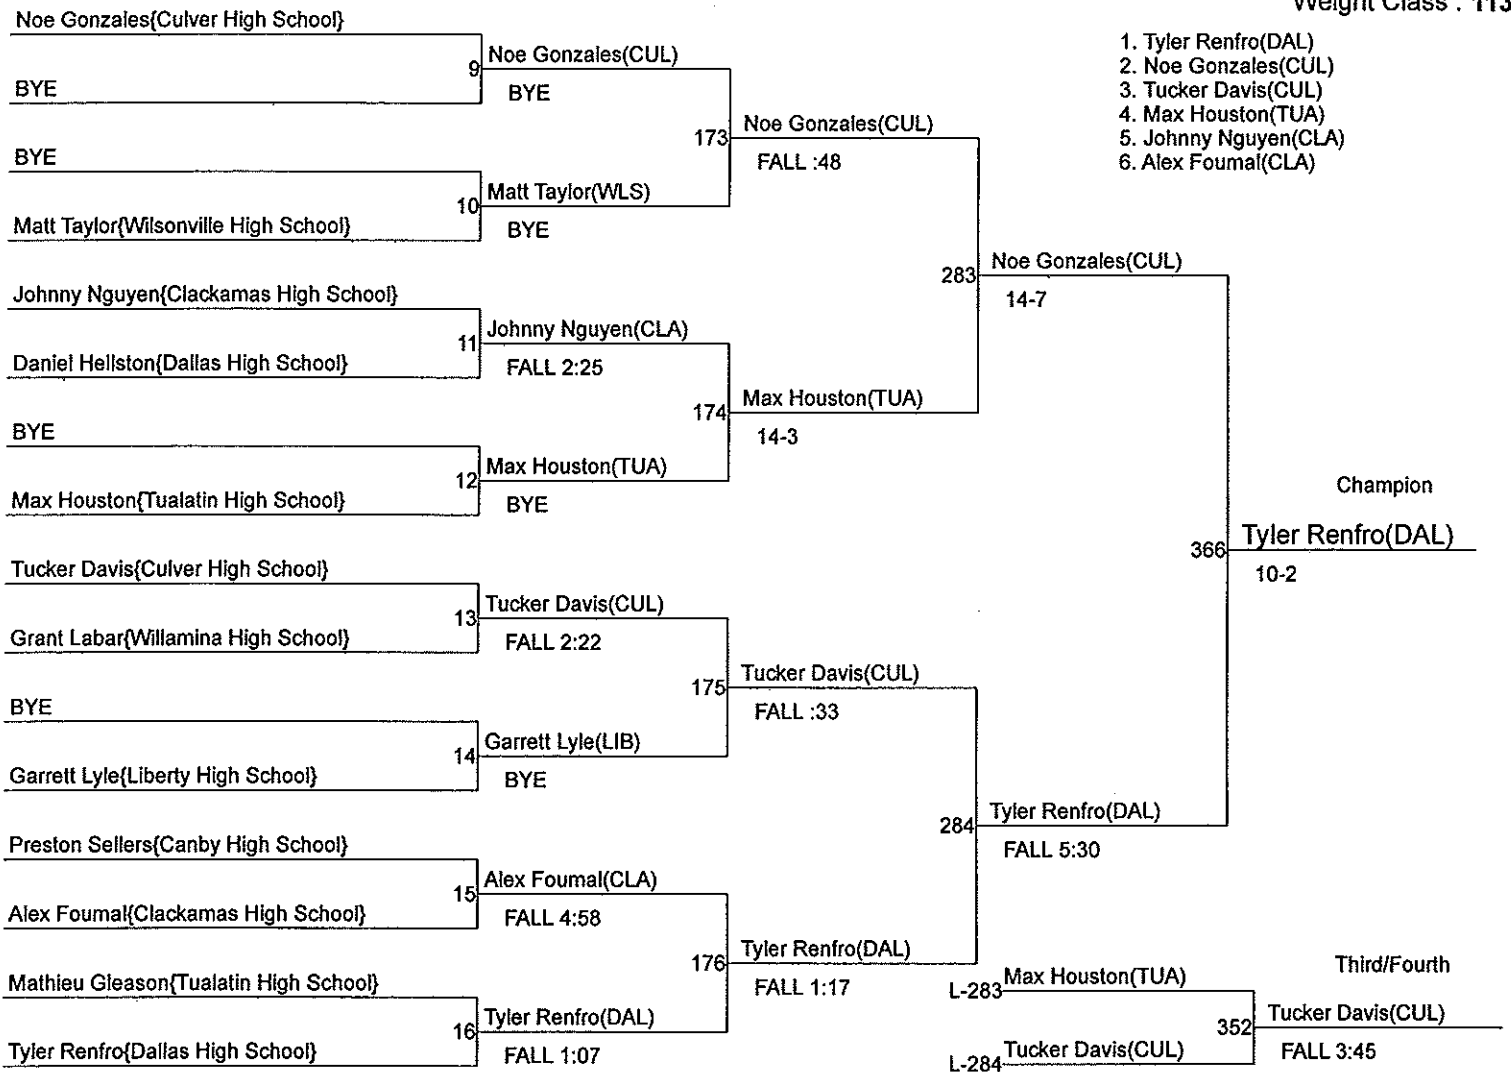 Weight Class : 113
1. Tyler Renfro(DAL)
2. Noe Gonzales(CUL)
3. Tucker Davis(CUL)
4. Max Houston(TUA)
5. Johnny Nguyen(CLA)
6. Alex Foumal(CLA)
Noe Gonzales{Culver High School}
9
Noe Gonzales(CUL)
BYE
BYE
173
Noe Gonzales(CUL)
FALL :48
BYE
10
Matt Taylor(WLS)
Matt Taylor{Wilsonville High School}
BYE
283
Noe Gonzales(CUL)
14-7
Johnny Nguyen{Clackamas High School}
11
Johnny Nguyen(CLA)
Daniel Hellston{Dallas High School}
FALL 2:25
174
Max Houston(TUA)
14-3
BYE
12
Max Houston(TUA)
Max Houston{Tualatin High School}
BYE
Champion
366
Tyler Renfro(DAL)
10-2
Tucker Davis{Culver High School}
13
Tucker Davis(CUL)
Grant Labar{Willamina High School}
FALL 2:22
175
Tucker Davis(CUL)
FALL :33
BYE
14
Garrett Lyle(LIB)
Garrett Lyle{Liberty High School}
BYE
284
Tyler Renfro(DAL)
FALL 5:30
Preston Sellers{Canby High School}
15
Alex Foumal(CLA)
Alex Foumal{Clackamas High School}
FALL 4:58
176
Tyler Renfro(DAL)
FALL 1:17
Mathieu Gleason{Tualatin High School}
16
Tyler Renfro(DAL)
Tyler Renfro{Dallas High School}
FALL 1:07
Third/Fourth
L-283
Max Houston(TUA)
352
Tucker Davis(CUL)
FALL 3:45
L-284
Tucker Davis(CUL)